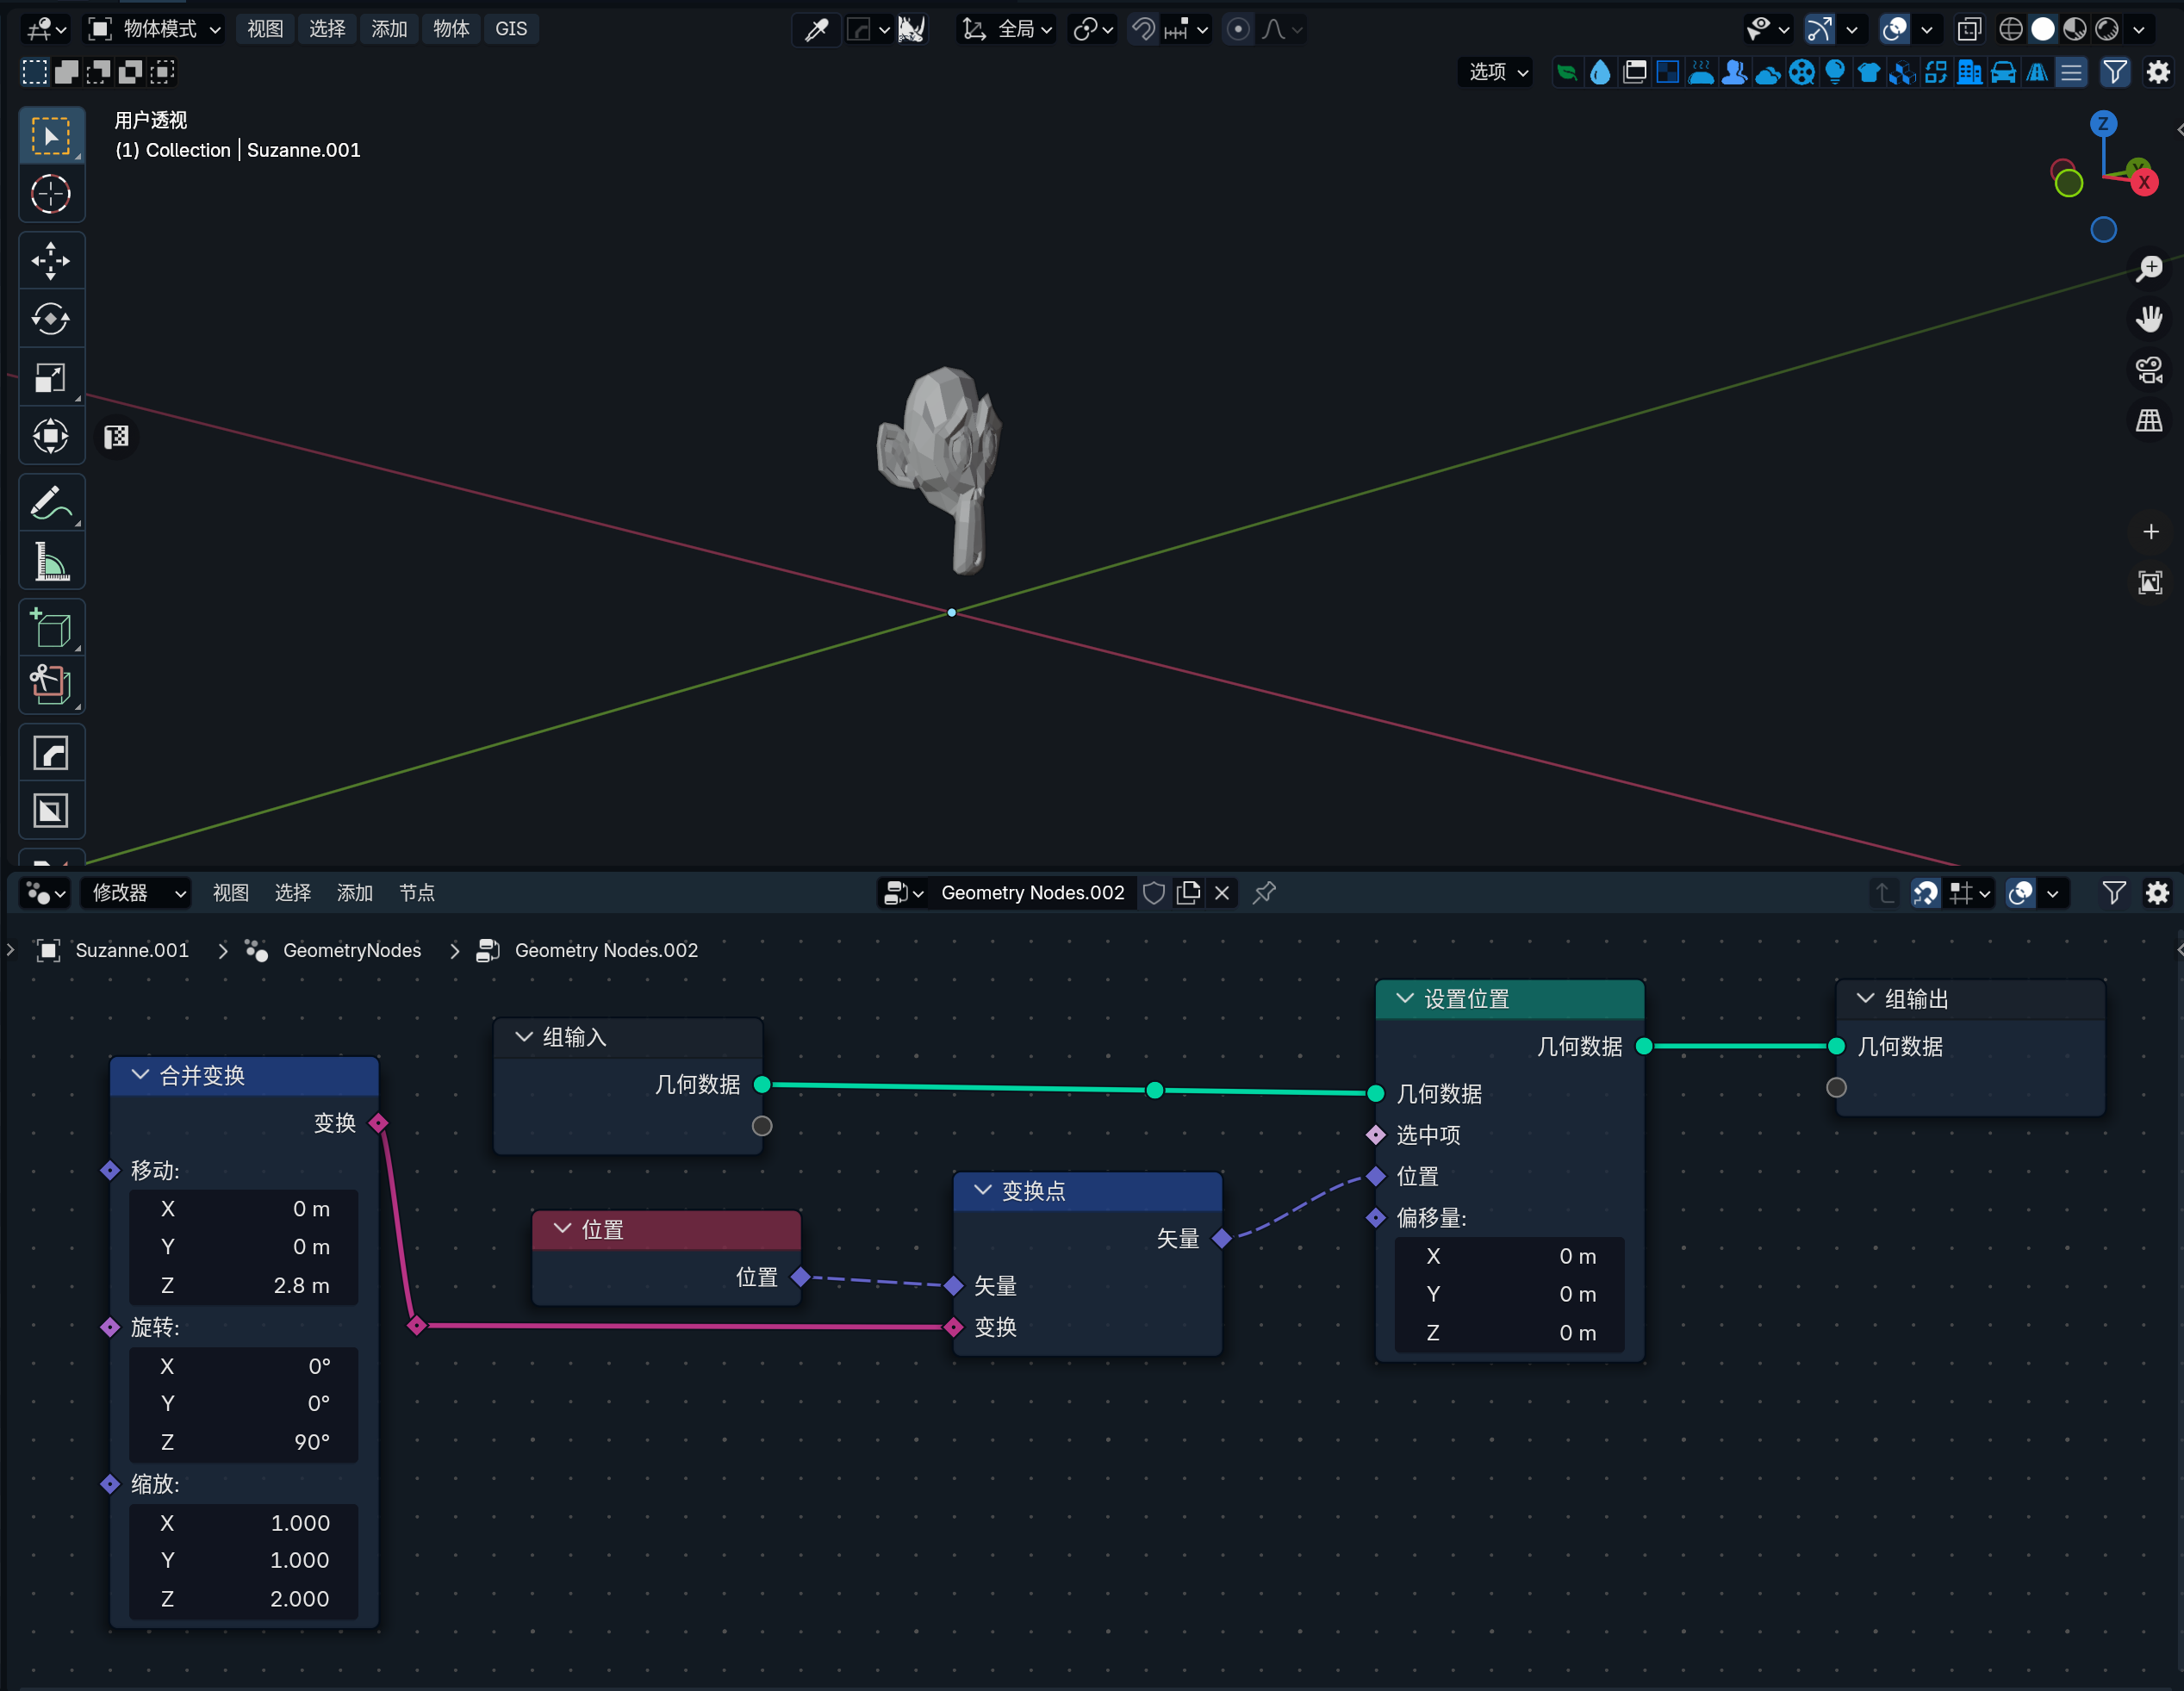 物体模式 视图 选择 添加 物体 GIS 全局
选项
用户透视
(1) Collection | Suzanne.001
Z
Y
X
修改器 视图 选择 添加 节点 Geometry Nodes.002
Suzanne.001 > GeometryNodes > Geometry Nodes.002
合并变换
变换
移动:
X 0 m
Y 0 m
Z 2.8 m
旋转:
X 0°
Y 0°
Z 90°
缩放:
X 1.000
Y 1.000
Z 2.000
组输入
几何数据
位置
位置
变换点
矢量
矢量
变换
设置位置
几何数据
几何数据
选中项
位置
偏移量:
X 0 m
Y 0 m
Z 0 m
组输出
几何数据